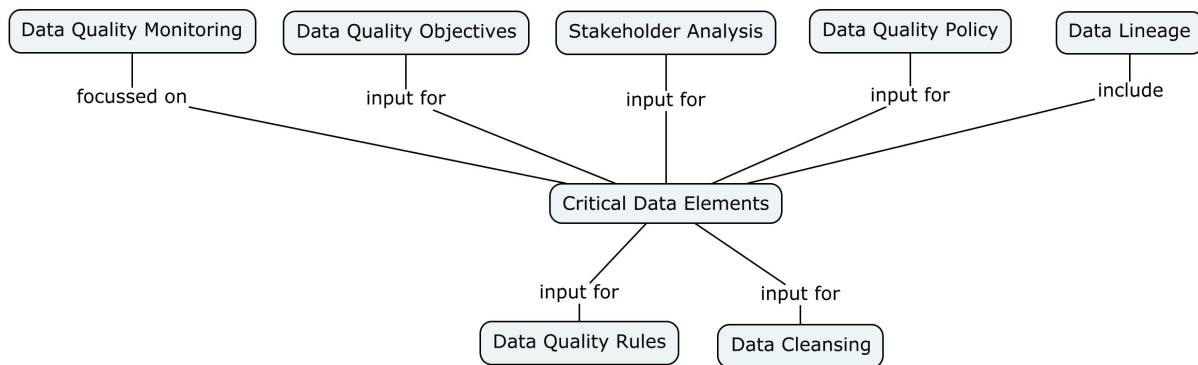 Data Quality Monitoring
Data Quality Objectives
Stakeholder Analysis
Data Quality Policy
Data Lineage
focussed on
input for
input for
input for
include
Critical Data Elements
input for
input for
Data Quality Rules
Data Cleansing